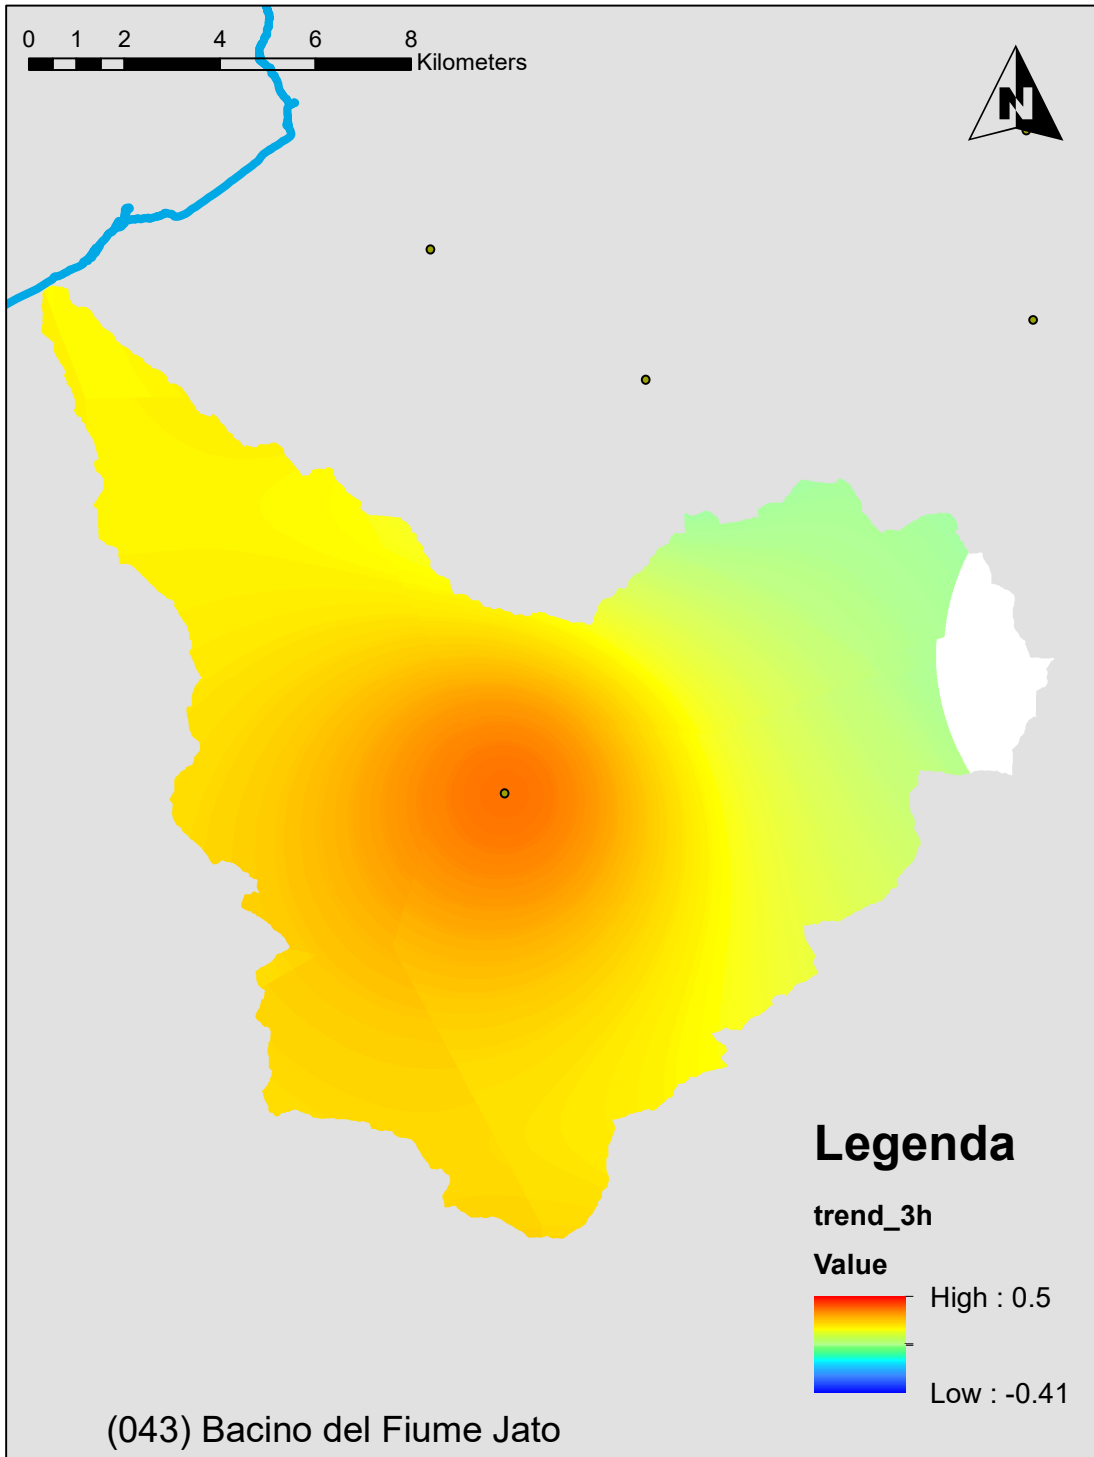 0 1 2 4 6 8
Kilometers
N
Legenda
trend_3h
Value
High : 0.5
Low : -0.41
(043) Bacino del Fiume Jato